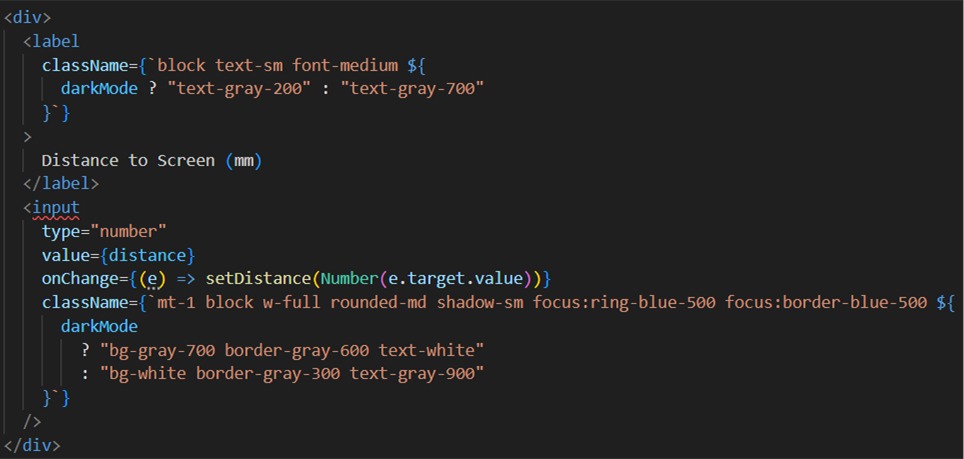 <div>
<label
className={`block text-sm font-medium ${
darkMode ? "text-gray-200" : "text-gray-700"
}`}
>
Distance to Screen (mm)
</label>
<input
type="number"
value={distance}
onChange={(e) => setDistance(Number(e.target.value))}
className={`mt-1 block w-full rounded-md shadow-sm focus:ring-blue-500 focus:border-blue-500 ${
darkMode
? "bg-gray-700 border-gray-600 text-white"
: "bg-white border-gray-300 text-gray-900"
}`}
/>
</div>